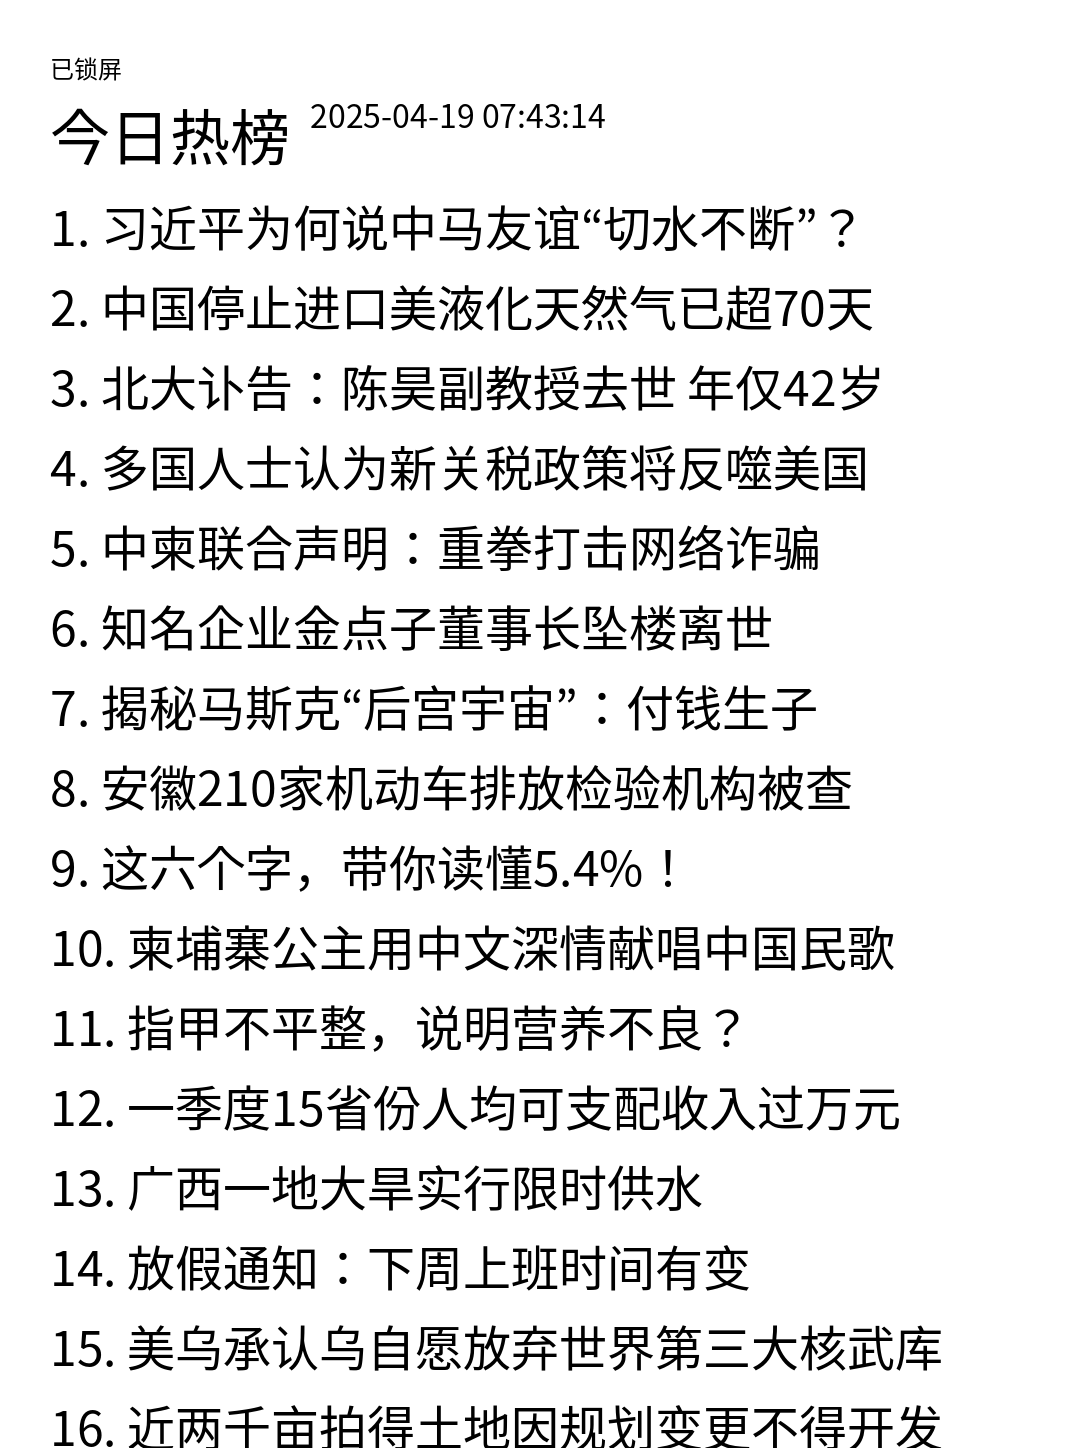 已锁屏
今日热榜 2025-04-19 07:43:14
1. 习近平为何说中马友谊“切水不断”？
2. 中国停止进口美液化天然气已超70天
3. 北大讣告：陈昊副教授去世 年仅42岁
4. 多国人士认为新关税政策将反噬美国
5. 中柬联合声明：重拳打击网络诈骗
6. 知名企业金点子董事长坠楼离世
7. 揭秘马斯克“后宫宇宙”：付钱生子
8. 安徽210家机动车排放检验机构被查
9. 这六个字，带你读懂5.4%！
10. 柬埔寨公主用中文深情献唱中国民歌
11. 指甲不平整，说明营养不良？
12. 一季度15省份人均可支配收入过万元
13. 广西一地大旱实行限时供水
14. 放假通知：下周上班时间有变
15. 美乌承认乌自愿放弃世界第三大核武库
16. 近两千亩拍得土地因规划变更不得开发